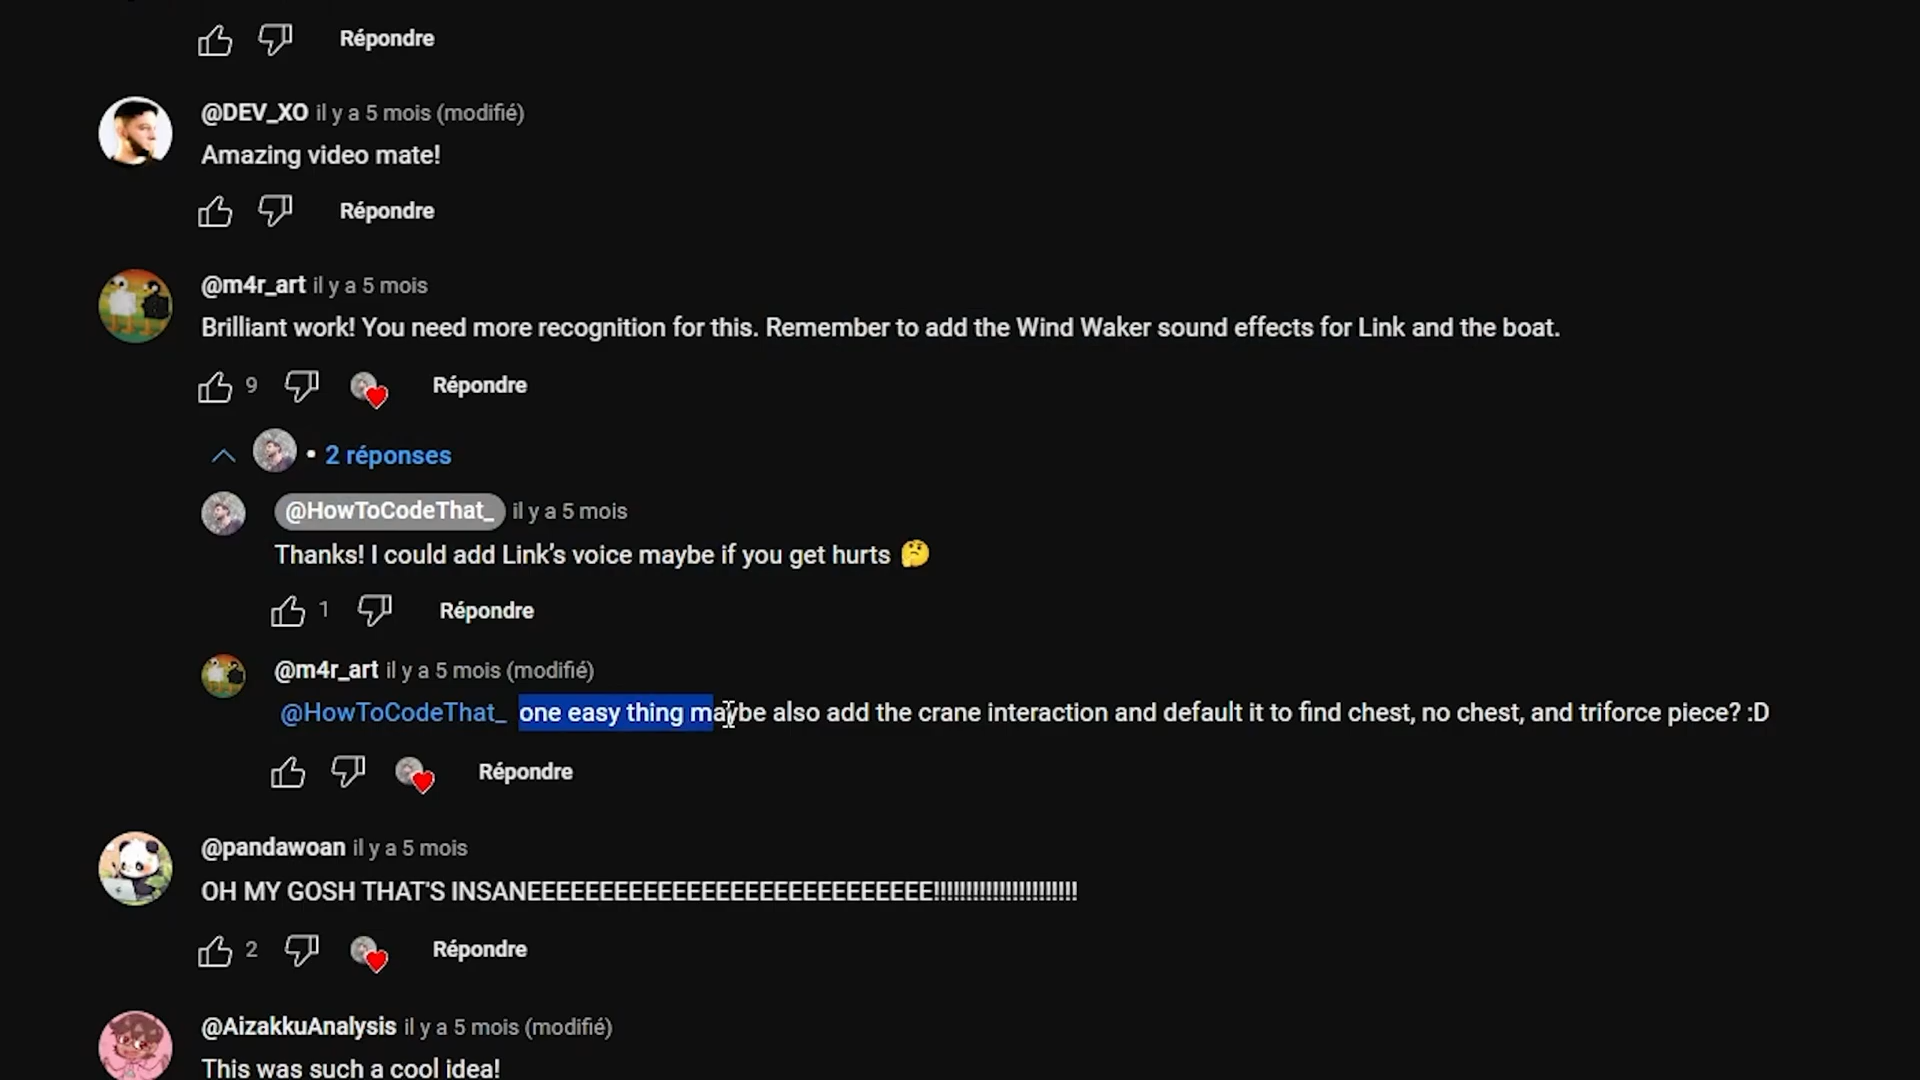 Répondre
@DEV_XO il y a 5 mois (modifié)
Amazing video mate!
Répondre
@m4r_art il y a 5 mois
Brilliant work! You need more recognition for this. Remember to add the Wind Waker sound effects for Link and the boat.
9 Répondre
• 2 réponses
@HowToCodeThat_ il y a 5 mois
Thanks! I could add Link’s voice maybe if you get hurts 🤔
1 Répondre
@m4r_art il y a 5 mois (modifié)
@HowToCodeThat_ one easy thing maybe also add the crane interaction and default it to find chest, no chest, and triforce piece? :D
Répondre
@pandawoan il y a 5 mois
OH MY GOSH THAT'S INSANEEEEEEEEEEEEEEEEEEEEEEEEEEEE!!!!!!!!!!!!!!!!!!!!!!
2 Répondre
@AizakkuAnalysis il y a 5 mois (modifié)
This was such a cool idea!